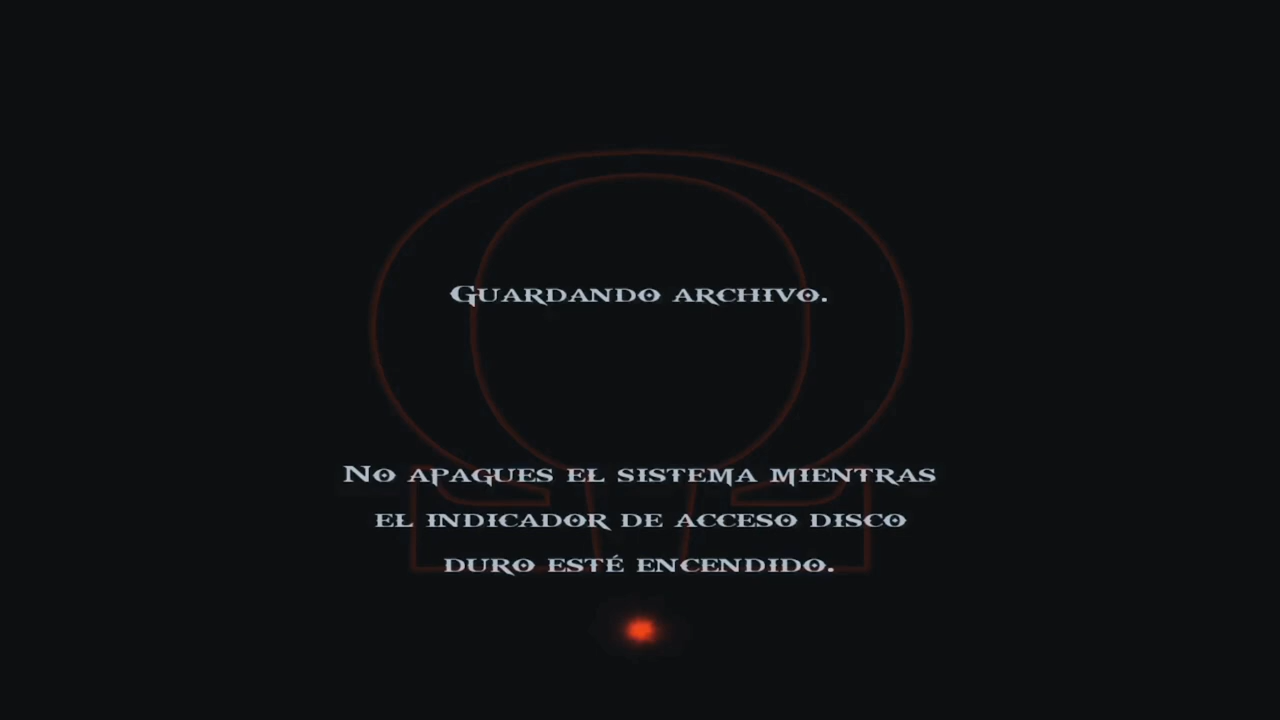 Guardando archivo.
No apagues el sistema mientras
el indicador de acceso disco
duro esté encendido.